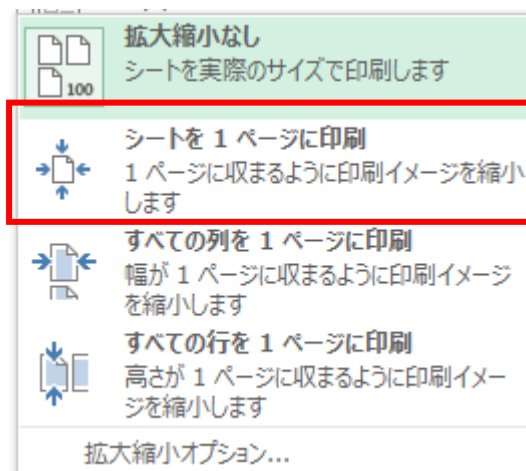 拡大縮小なし
シートを実際のサイズで印刷します
100
シートを 1 ページに印刷
1 ページに収まるように印刷イメージを縮小
します
すべての列を 1 ページに印刷
幅が 1 ページに収まるように印刷イメージ
を縮小します
すべての行を 1 ページに印刷
高さが 1 ページに収まるように印刷イメー
ジを縮小します
拡大縮小オプション...